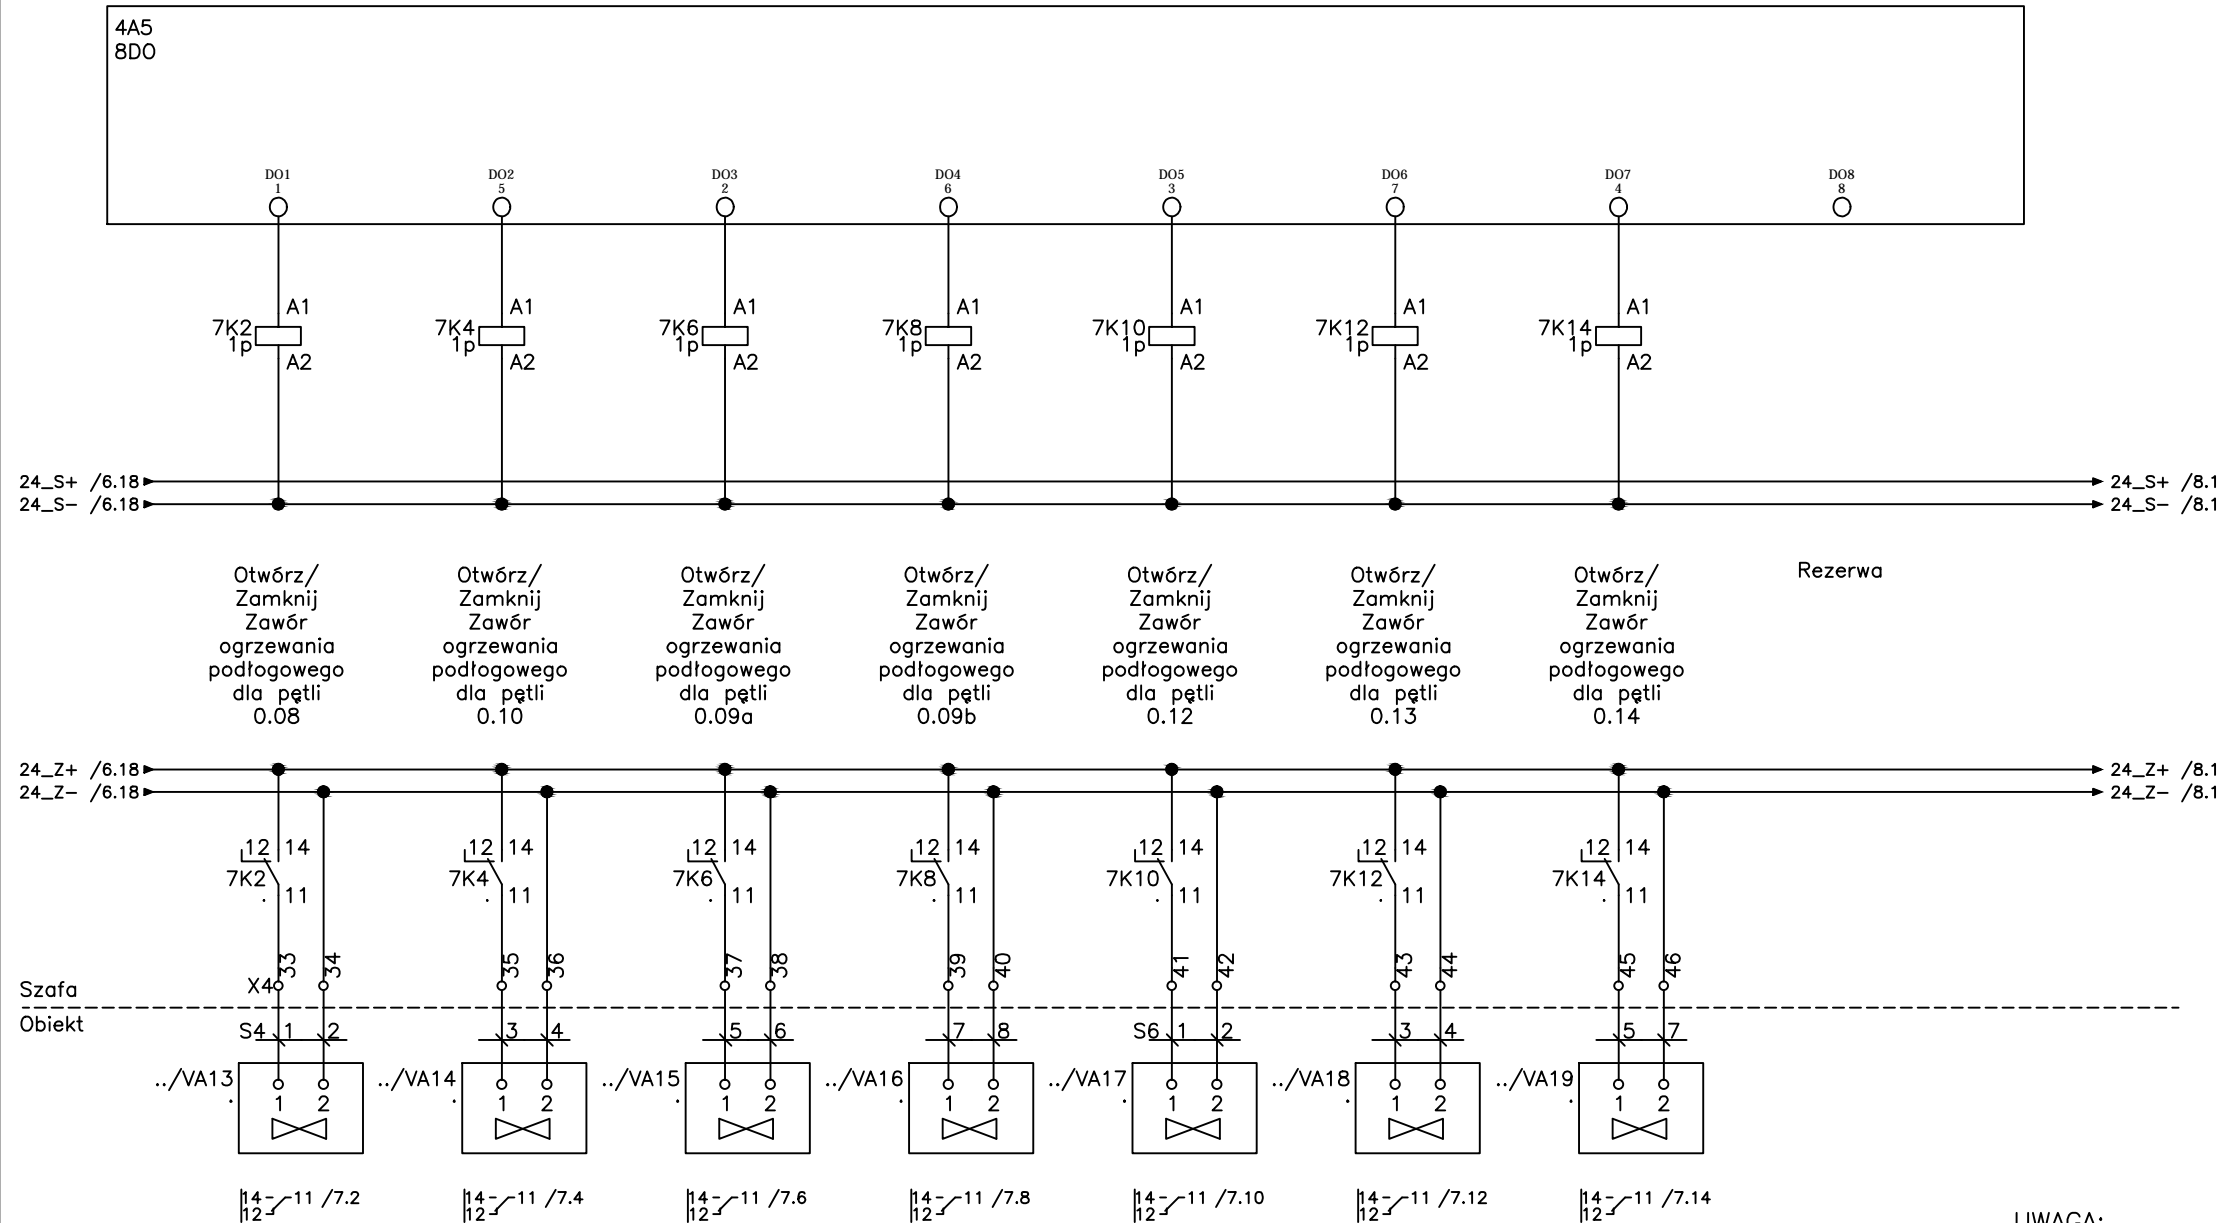 4A5
8DO
DO1 DO2 DO3 DO4 DO5 DO6 DO7 DO8
1 5 2 6 3 7 4 8
A1 A1 A1 A1 A1 A1 A1
7K2 7K4 7K6 7K8 7K10 7K12 7K14
1p 1p 1p 1p 1p 1p 1p
A2 A2 A2 A2 A2 A2 A2
24_S+ /6.18 24_S+ /8.1
24_S- /6.18 24_S- /8.1
Otwórz/ Otwórz/ Otwórz/ Otwórz/ Otwórz/ Otwórz/ Otwórz/ Rezerwa
Zamknij Zamknij Zamknij Zamknij Zamknij Zamknij Zamknij
Zawór Zawór Zawór Zawór Zawór Zawór Zawór
ogrzewania ogrzewania ogrzewania ogrzewania ogrzewania ogrzewania ogrzewania
podłogowego podłogowego podłogowego podłogowego podłogowego podłogowego podłogowego
dla pętli dla pętli dla pętli dla pętli dla pętli dla pętli dla pętli
0.08 0.10 0.09a 0.09b 0.12 0.13 0.14
24_Z+ /6.18 24_Z+ /8.1
24_Z- /6.18 24_Z- /8.1
12 14 12 14 12 14 12 14 12 14 12 14 12 14
7K2 7K4 7K6 7K8 7K10 7K12 7K14
. 11 . 11 . 11 . 11 . 11 . 11 . 11
33 34 35 36 37 38 39 40 41 42 43 44 45 46
Szafa X4
Obiekt
S4 1 2 3 4 5 6 7 8 S6 1 2 3 4 5 7
../VA13 ../VA14 ../VA15 ../VA16 ../VA17 ../VA18 ../VA19
. 1 2 . 1 2 . 1 2 . 1 2 . 1 2 . 1 2 . 1 2
14 11 /7.2 14 11 /7.4 14 11 /7.6 14 11 /7.8 14 11 /7.10 14 11 /7.12 14 11 /7.14
12 12 12 12 12 12 12
UWAGA: